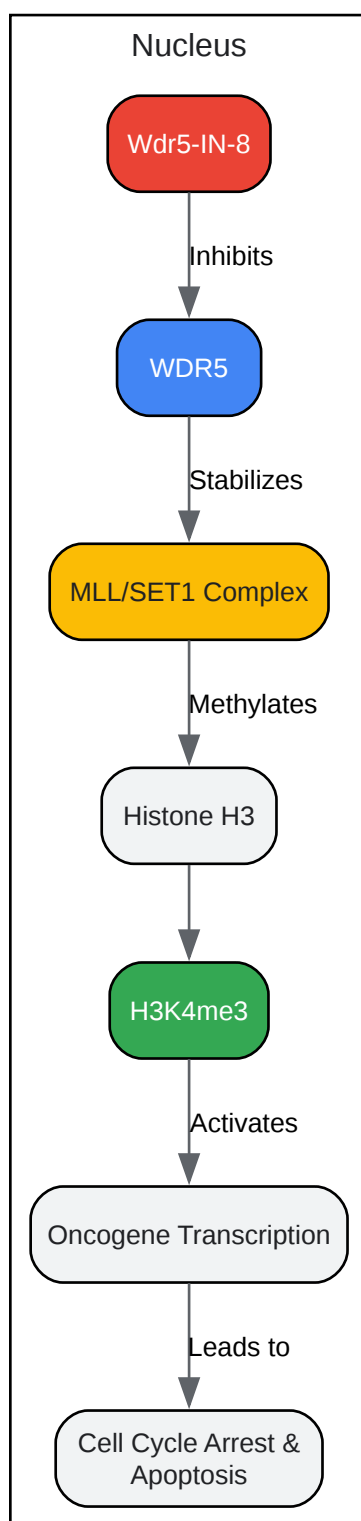 Nucleus
Wdr5-IN-8
Inhibits
WDR5
Stabilizes
MLL/SET1 Complex
Methylates
Histone H3
H3K4me3
Activates
Oncogene Transcription
Leads to
Cell Cycle Arrest &
Apoptosis